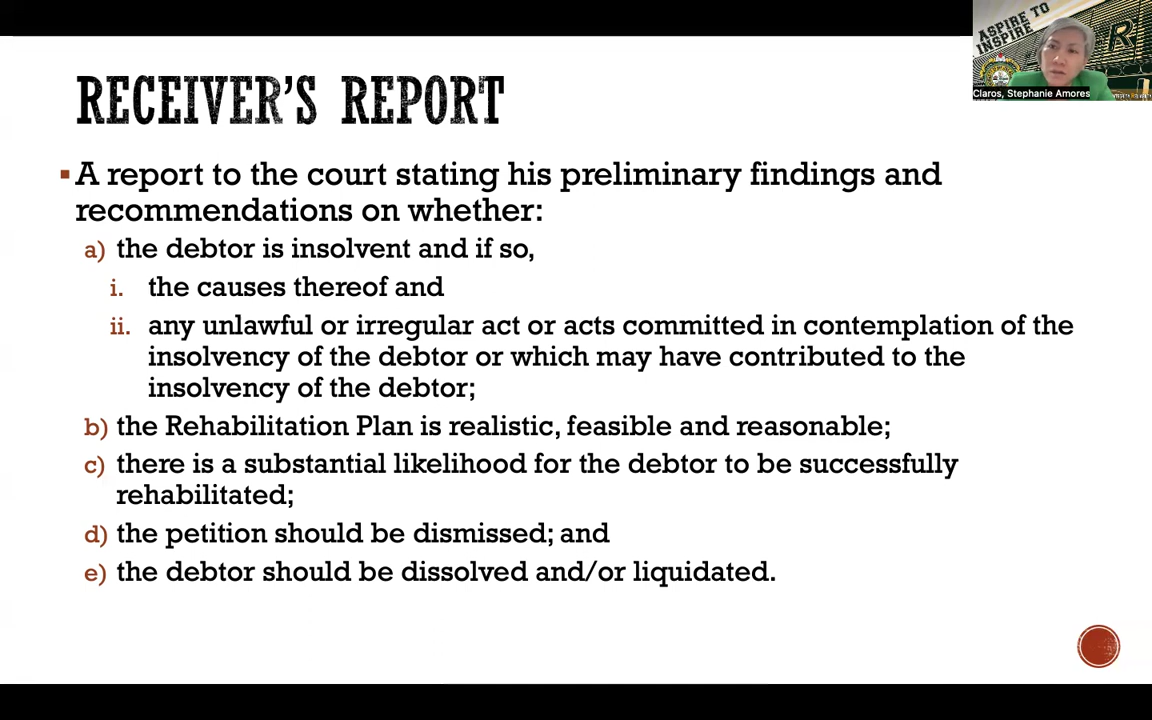 ASPIRE TO
INSPIRE
R
Claros, Stephanie Amores
RECEIVER'S REPORT
▪ A report to the court stating his preliminary findings and
recommendations on whether:
a) the debtor is insolvent and if so,
i. the causes thereof and
ii. any unlawful or irregular act or acts committed in contemplation of the
insolvency of the debtor or which may have contributed to the
insolvency of the debtor;
b) the Rehabilitation Plan is realistic, feasible and reasonable;
c) there is a substantial likelihood for the debtor to be successfully
rehabilitated;
d) the petition should be dismissed; and
e) the debtor should be dissolved and/or liquidated.